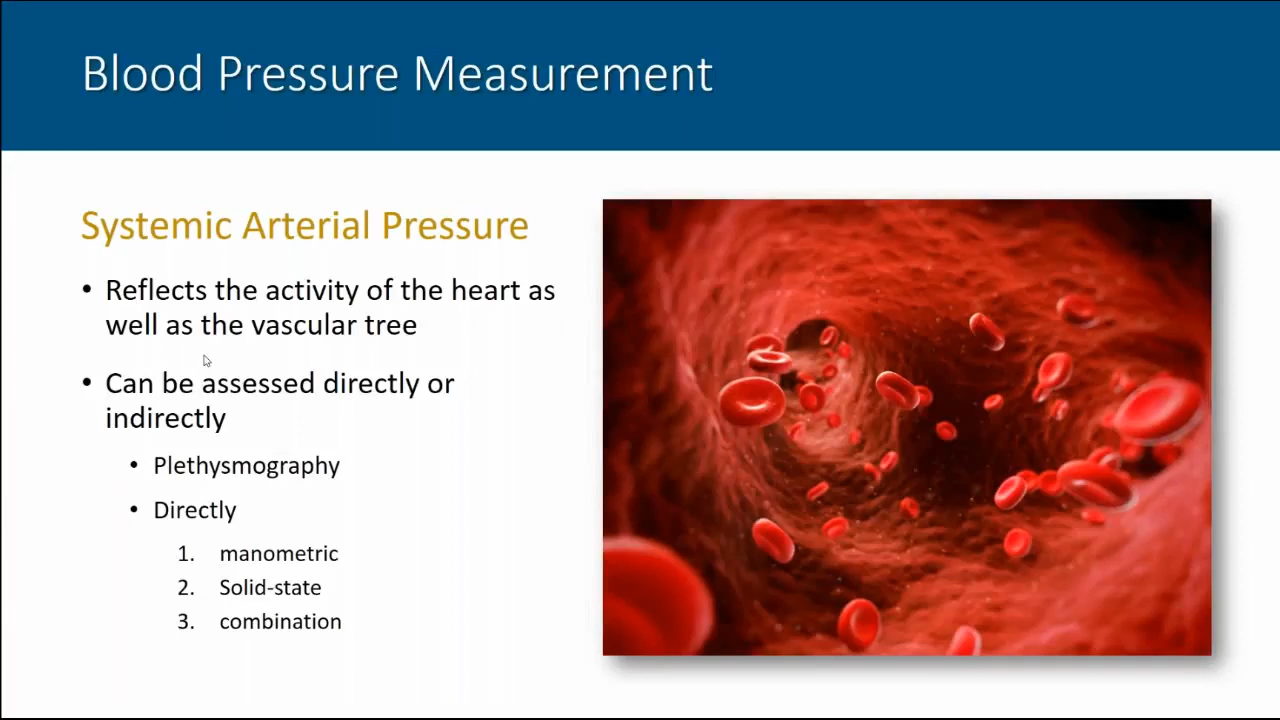 Blood Pressure Measurement
Systemic Arterial Pressure
• Reflects the activity of the heart as
well as the vascular tree
• Can be assessed directly or
indirectly
• Plethysmography
• Directly
1. manometric
2. Solid-state
3. combination